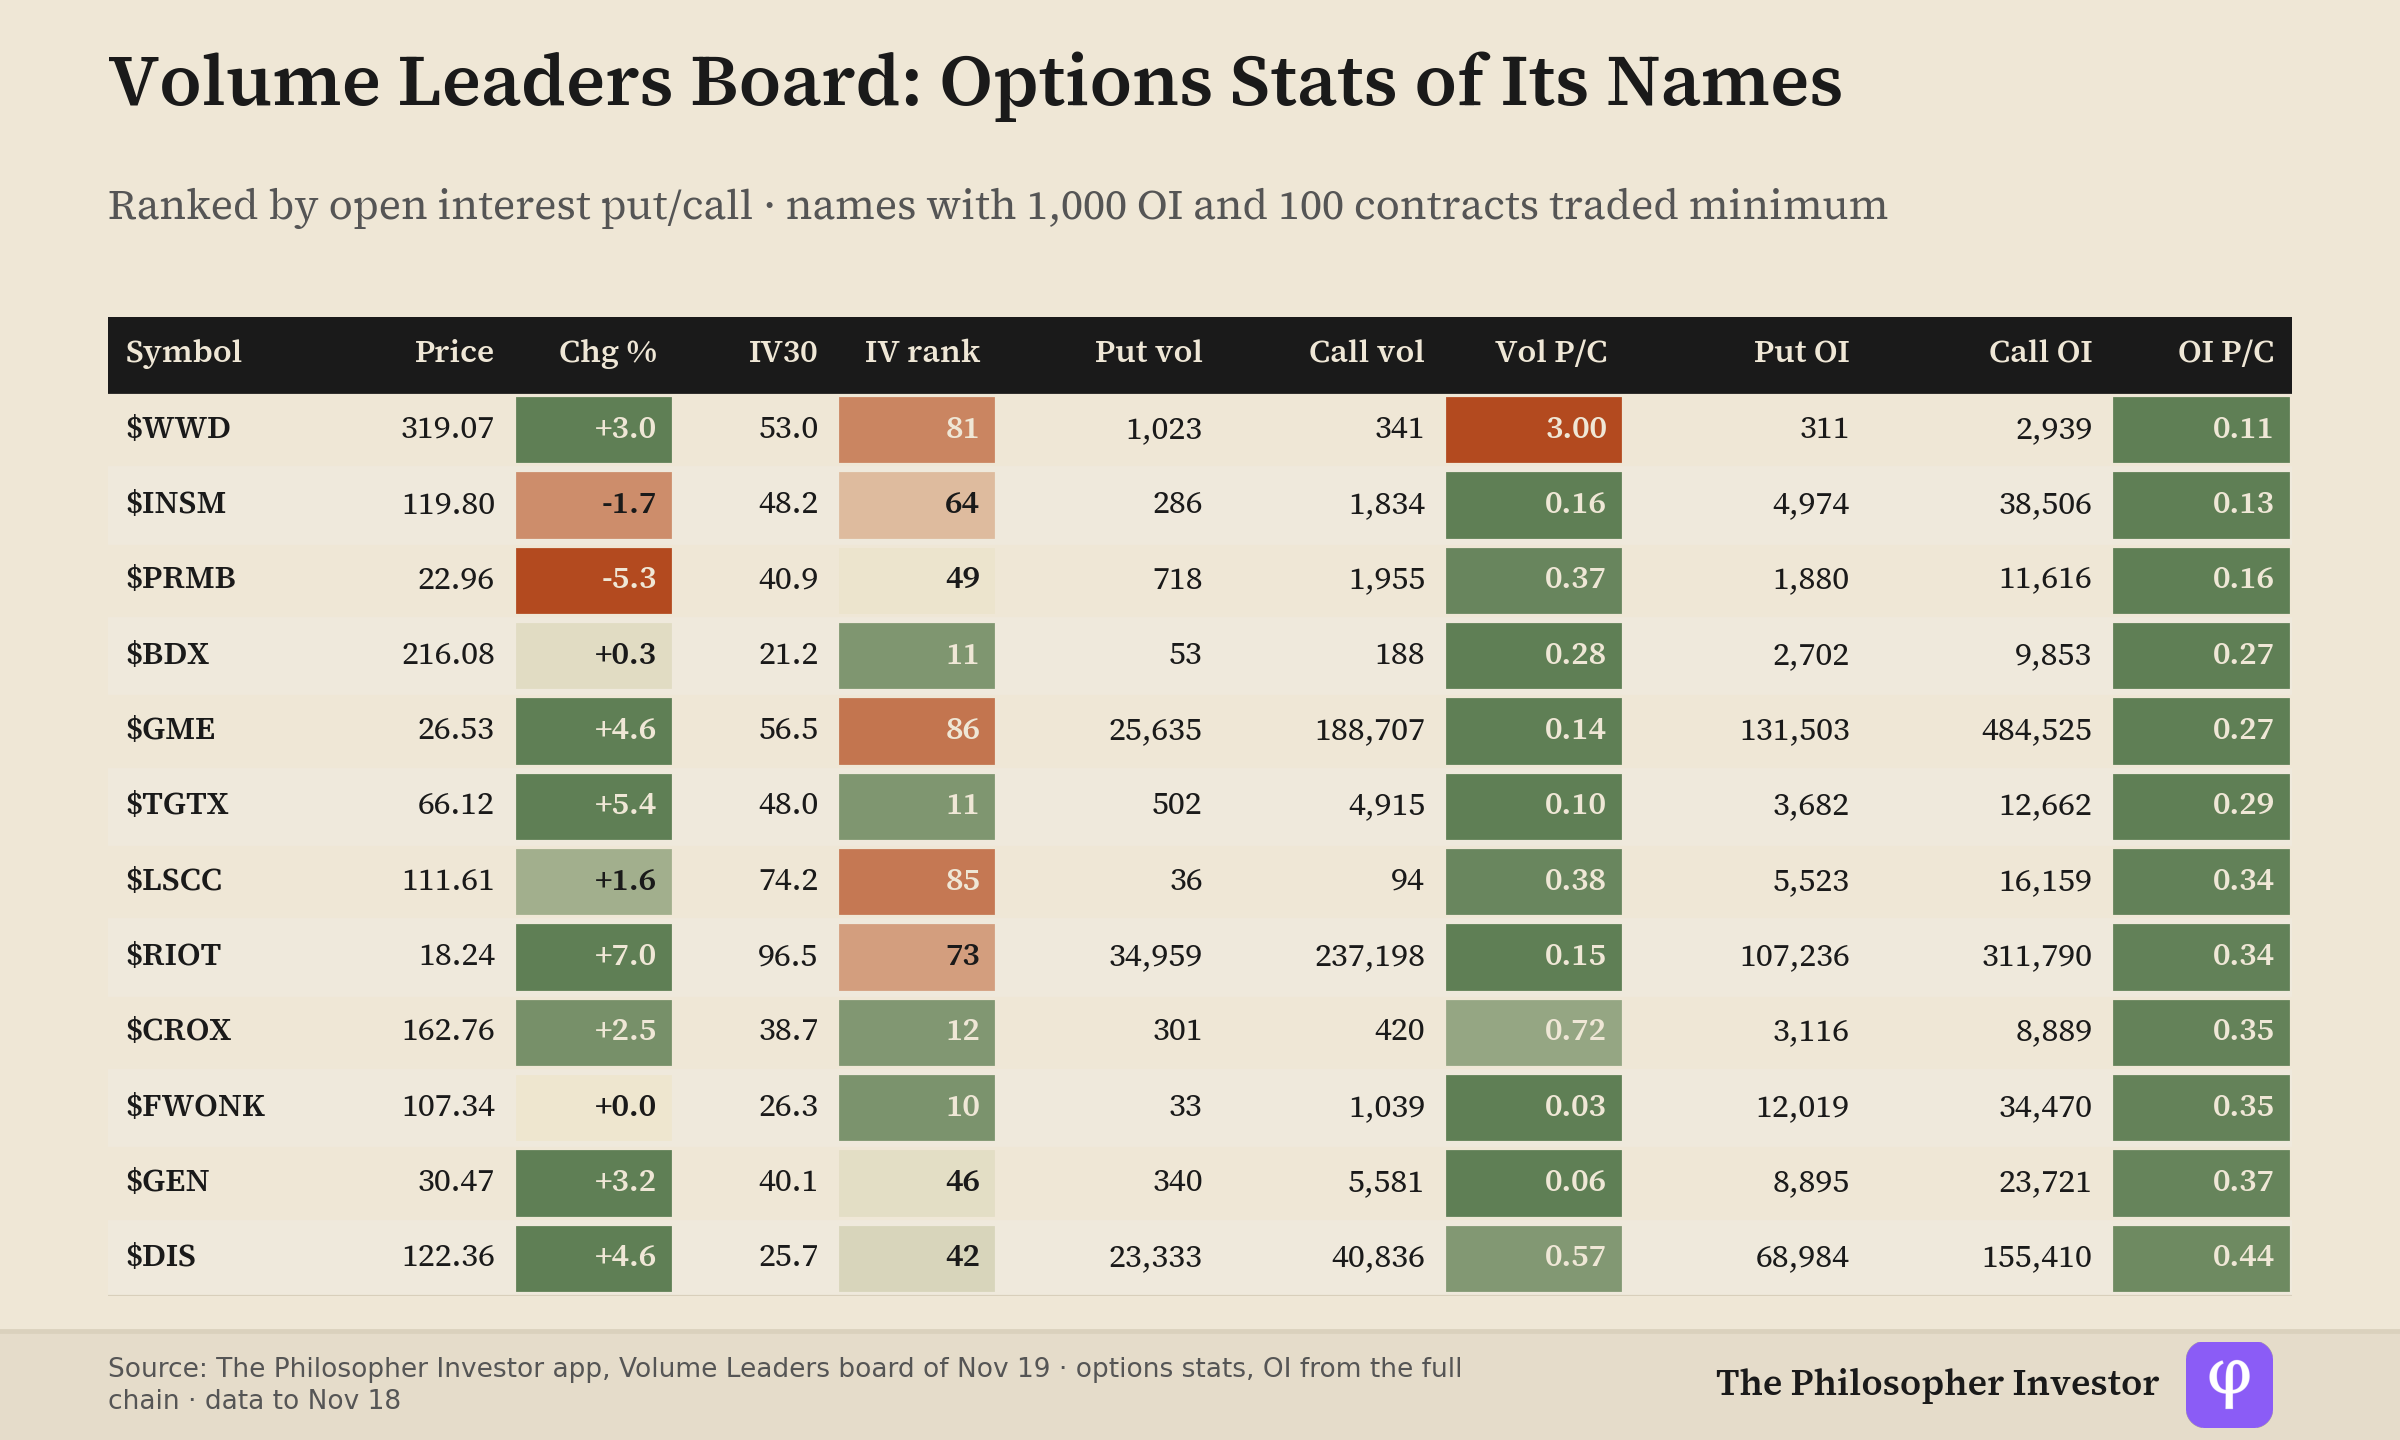 Volume Leaders Board: Options Stats of Its Names
Ranked by open interest put/call · names with 1,000 OI and 100 contracts traded minimum
Symbol Price Chg % IV30 IV rank Put vol Call vol Vol P/C Put OI Call OI OI P/C
$WWD 319.07 +3.0 53.0 81 1,023 341 3.00 311 2,939 0.11
$INSM 119.80 -1.7 48.2 64 286 1,834 0.16 4,974 38,506 0.13
$PRMB 22.96 -5.3 40.9 49 718 1,955 0.37 1,880 11,616 0.16
$BDX 216.08 +0.3 21.2 11 53 188 0.28 2,702 9,853 0.27
$GME 26.53 +4.6 56.5 86 25,635 188,707 0.14 131,503 484,525 0.27
$TGTX 66.12 +5.4 48.0 11 502 4,915 0.10 3,682 12,662 0.29
$LSCC 111.61 +1.6 74.2 85 36 94 0.38 5,523 16,159 0.34
$RIOT 18.24 +7.0 96.5 73 34,959 237,198 0.15 107,236 311,790 0.34
$CROX 162.76 +2.5 38.7 12 301 420 0.72 3,116 8,889 0.35
$FWONK 107.34 +0.0 26.3 10 33 1,039 0.03 12,019 34,470 0.35
$GEN 30.47 +3.2 40.1 46 340 5,581 0.06 8,895 23,721 0.37
$DIS 122.36 +4.6 25.7 42 23,333 40,836 0.57 68,984 155,410 0.44
Source: The Philosopher Investor app, Volume Leaders board of Nov 19 · options stats, OI from the full
chain · data to Nov 18
The Philosopher Investor φ